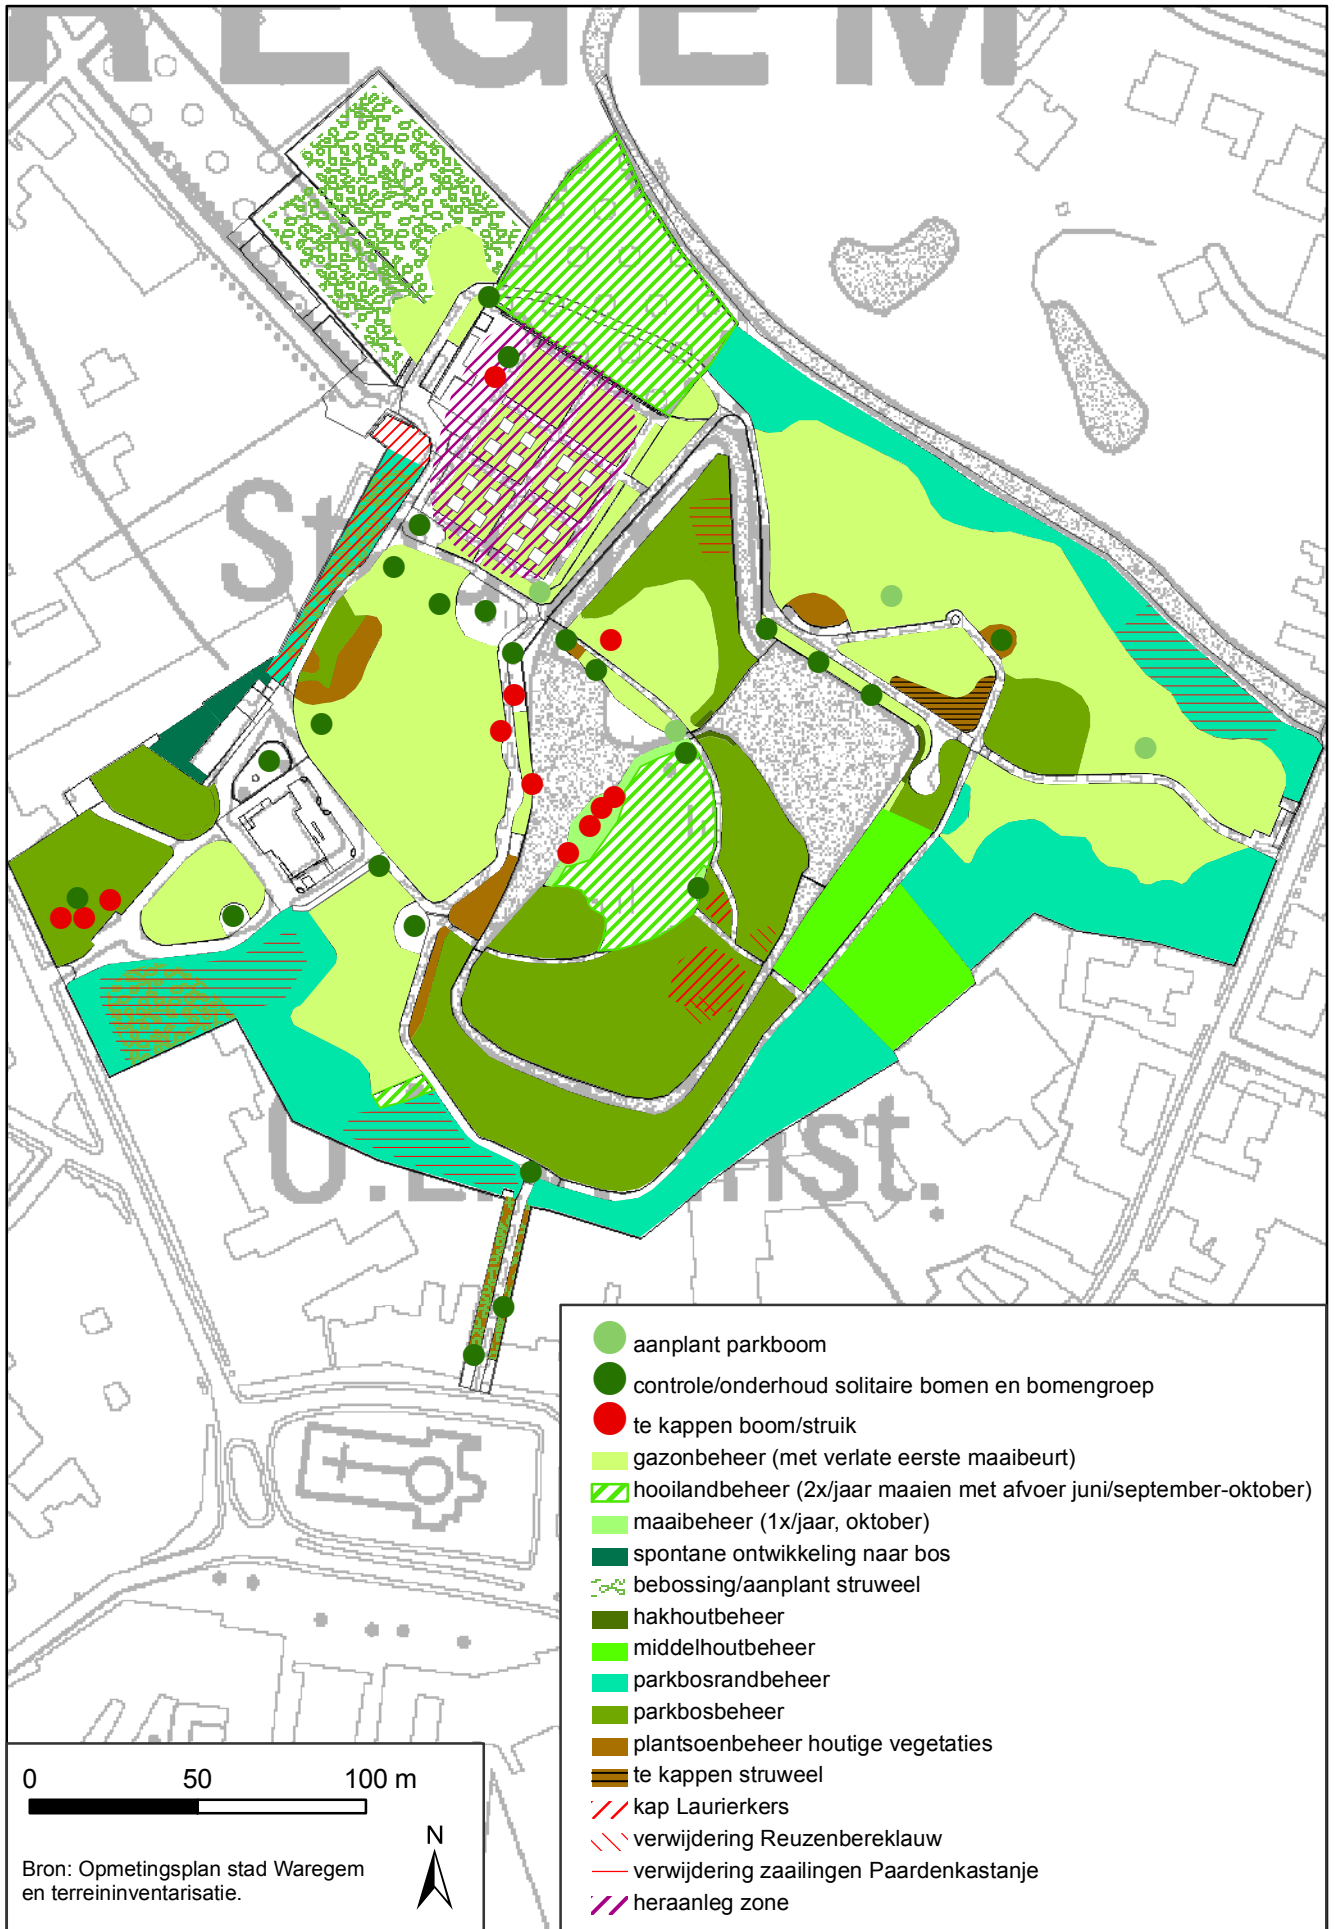 REGEM
St
aanplant parkboom
controle/onderhoud solitaire bomen en bomengroep
te kappen boom/struik
gazonbeheer (met verlate eerste maaibeurt)
hooilandbeheer (2x/jaar maaien met afvoer juni/september-oktober)
maaibeheer (1x/jaar, oktober)
spontane ontwikkeling naar bos
bebossing/aanplant struweel
hakhoutbeheer
middelhoutbeheer
parkbosrandbeheer
parkbosbeheer
plantsoenbeheer houtige vegetaties
te kappen struweel
kap Laurierkers
verwijdering Reuzenbereklauw
verwijdering zaailingen Paardenkastanje
heraanleg zone
0 50 100 m
N
Bron: Opmetingsplan stad Waregem
en terreininventarisatie.